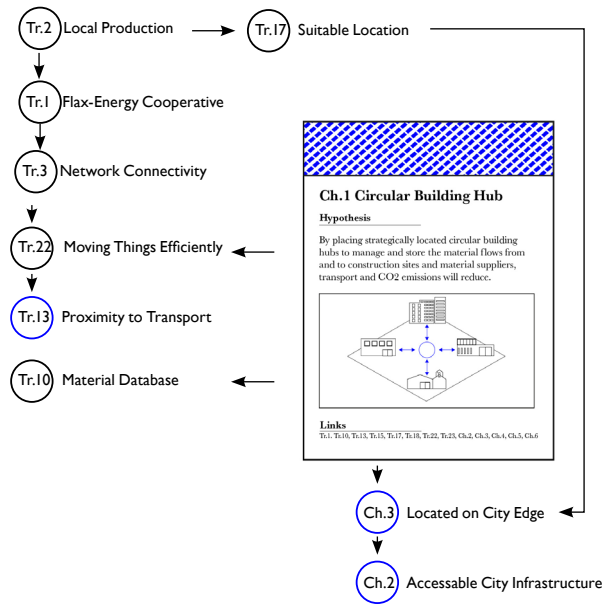 Tr.2 Local Production
Tr.17 Suitable Location
Tr.1 Flax-Energy Cooperative
Tr.3 Network Connectivity
Tr.22 Moving Things Efficiently
Tr.13 Proximity to Transport
Tr.10 Material Database
Ch.1 Circular Building Hub
Hypothesis
By placing strategically located circular building
hubs to manage and store the material flows from
and to construction sites and material suppliers,
transport and CO2 emissions will reduce.
Links
Tr.1. Tr.10, Tr.13, Tr.15, Tr.17, Tr.18, Tr.22, Tr.23, Ch.2, Ch.3, Ch.4, Ch.5, Ch.6
Ch.3 Located on City Edge
Ch.2 Accessable City Infrastructure